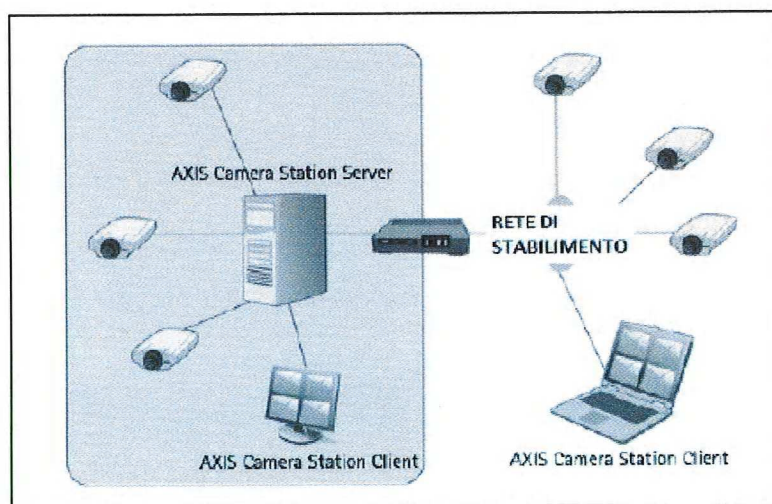 AXIS Camera Station Server
RETE DI
STABILIMENTO
AXIS Camera Station Client
AXIS Camera Station Client